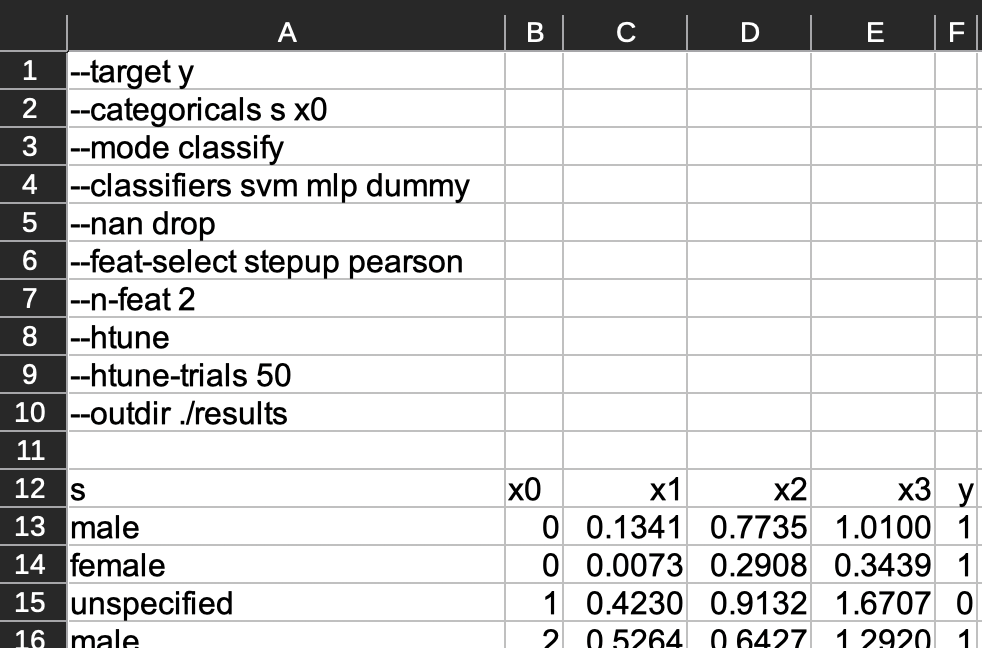 A B C D E F
1 --target y
2 --categoricals s x0
3 --mode classify
4 --classifiers svm mlp dummy
5 --nan drop
6 --feat-select stepup pearson
7 --n-feat 2
8 --htune
9 --htune-trials 50
10 --outdir ./results
11
12 s x0 x1 x2 x3 y
13 male 0 0.1341 0.7735 1.0100 1
14 female 0 0.0073 0.2908 0.3439 1
15 unspecified 1 0.4230 0.9132 1.6707 0
16 male 2 0.5264 0.6427 1.2920 1